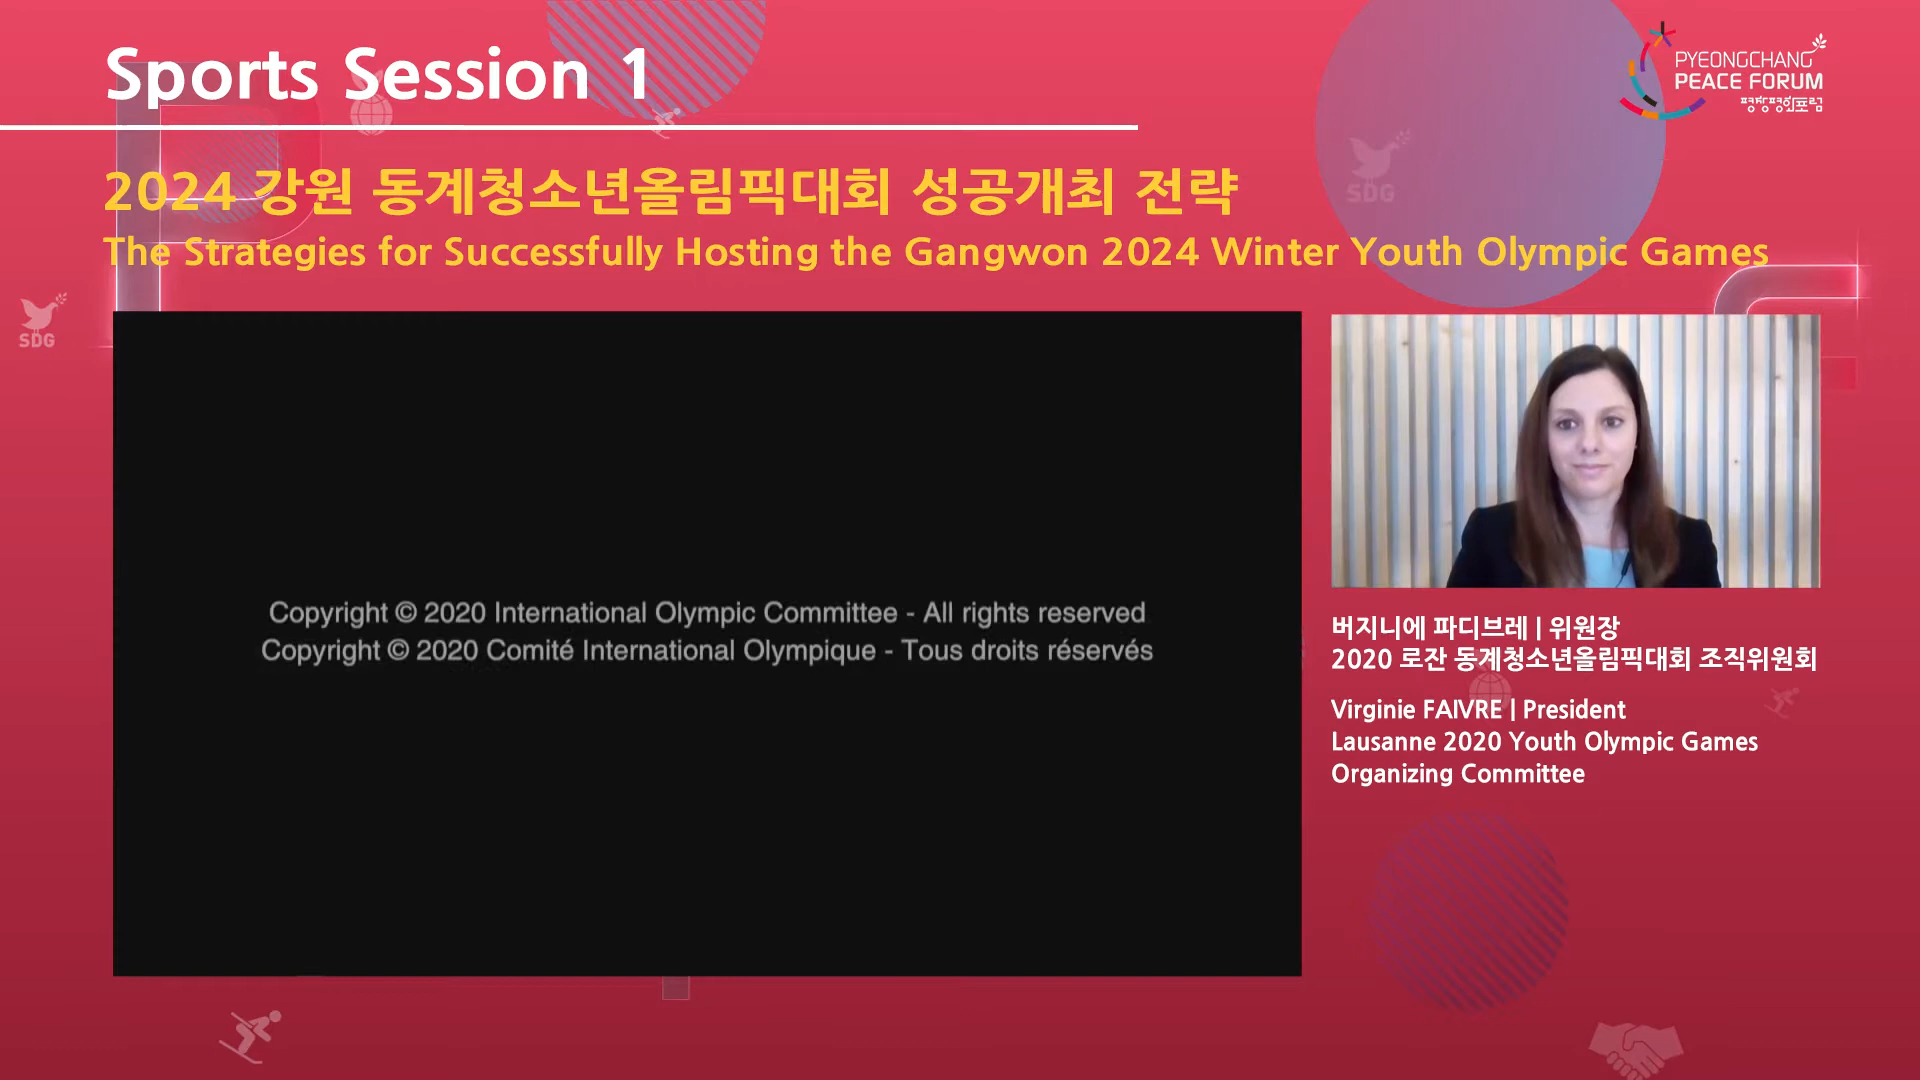 Sports Session 1
PYEONGCHANG
PEACE FORUM
평창평화포럼
2024 강원 동계청소년올림픽대회 성공개최 전략
The Strategies for Successfully Hosting the Gangwon 2024 Winter Youth Olympic Games
SDG
SDG
Copyright © 2020 International Olympic Committee - All rights reserved
Copyright © 2020 Comité International Olympique - Tous droits réservés
버지니에 파디브레 | 위원장
2020 로잔 동계청소년올림픽대회 조직위원회
Virginie FAIVRE | President
Lausanne 2020 Youth Olympic Games
Organizing Committee